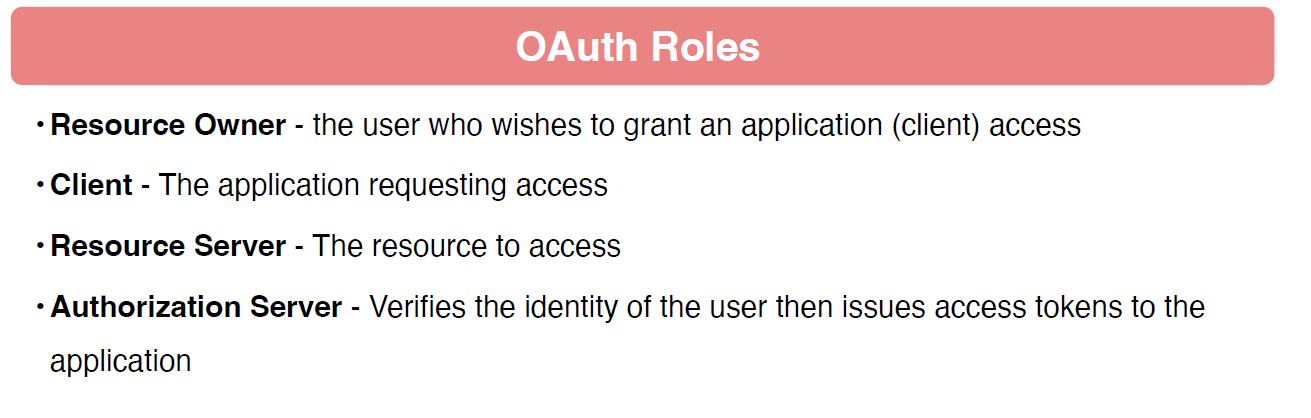 OAuth Roles
• Resource Owner - the user who wishes to grant an application (client) access
• Client - The application requesting access
• Resource Server - The resource to access
• Authorization Server - Verifies the identity of the user then issues access tokens to the
application